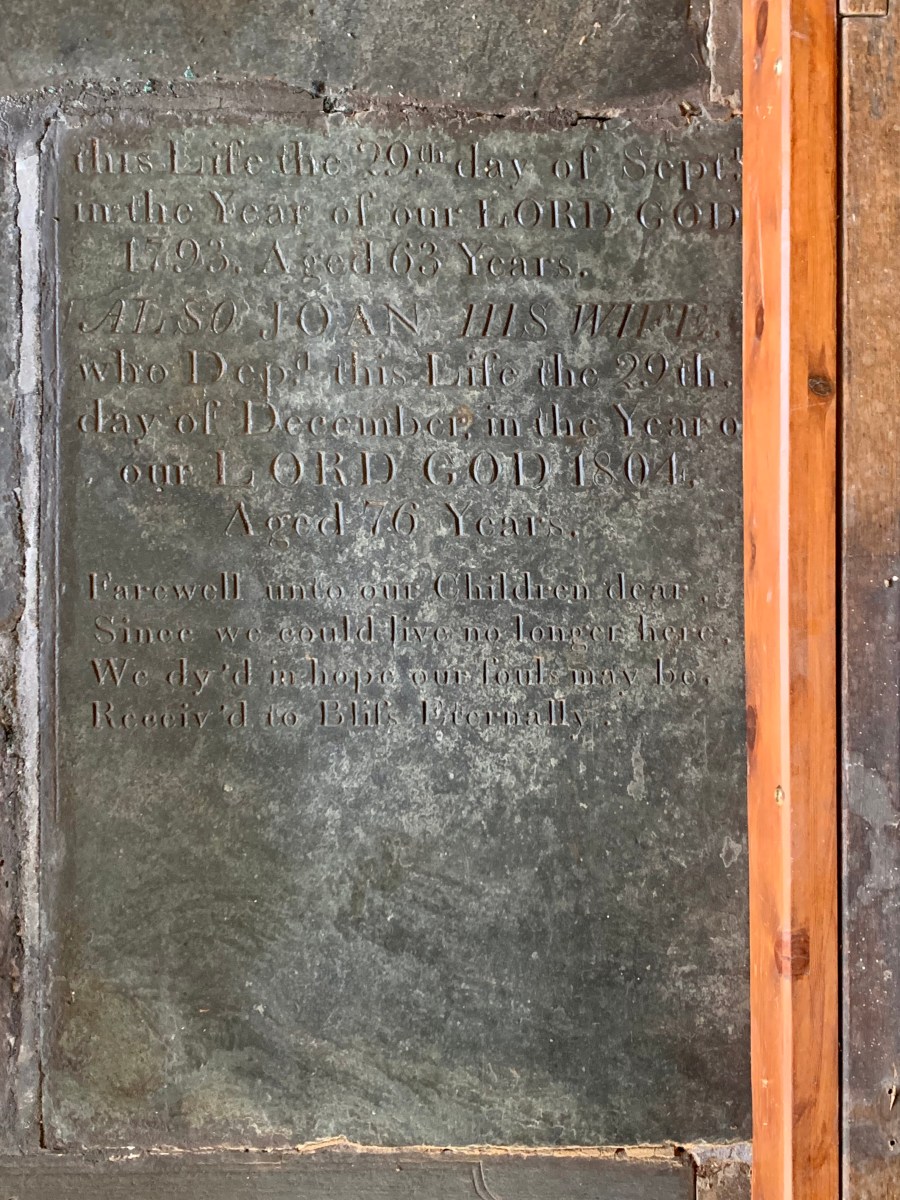 this Life the 29th day of Septr
in the Year of our LORD GOD
1793. Aged 63 Years.
ALSO JOAN HIS WIFE.
who Depd this Life the 29th.
day of December, in the Year o
our LORD GOD 1804.
Aged 76 Years.
Farewell unto our Children dear,
Since we could live no longer here,
We dy'd in hope our souls may be,
Receiv'd to Bliſs Eternally.